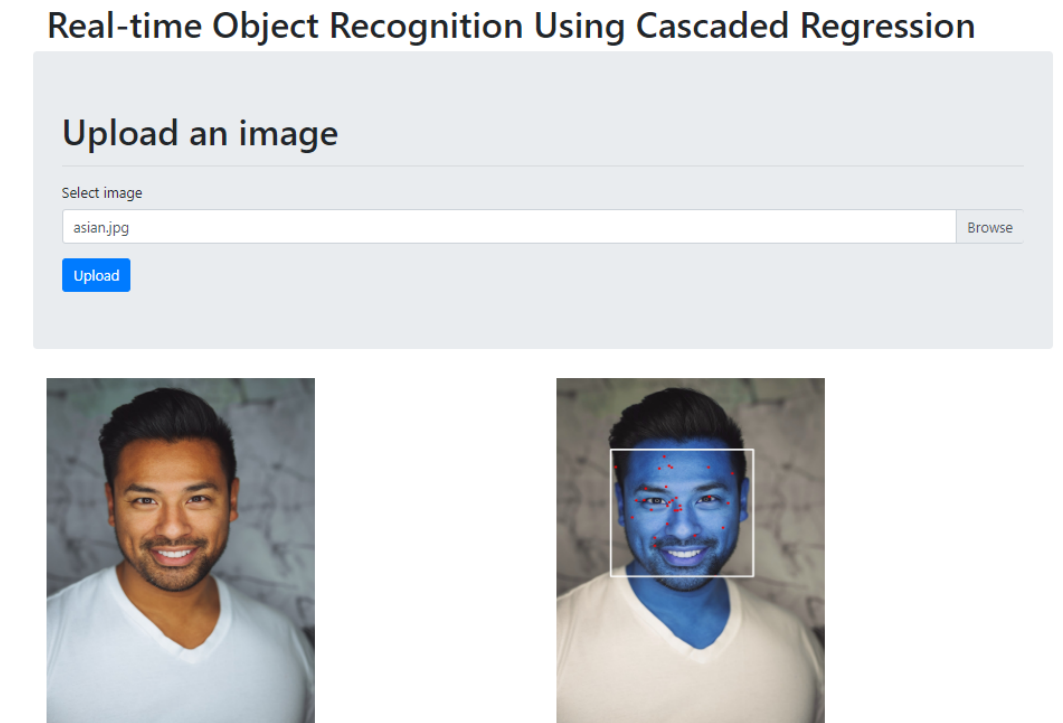 Real-time Object Recognition Using Cascaded Regression
Upload an image
Select image
asian.jpg
Browse
Upload